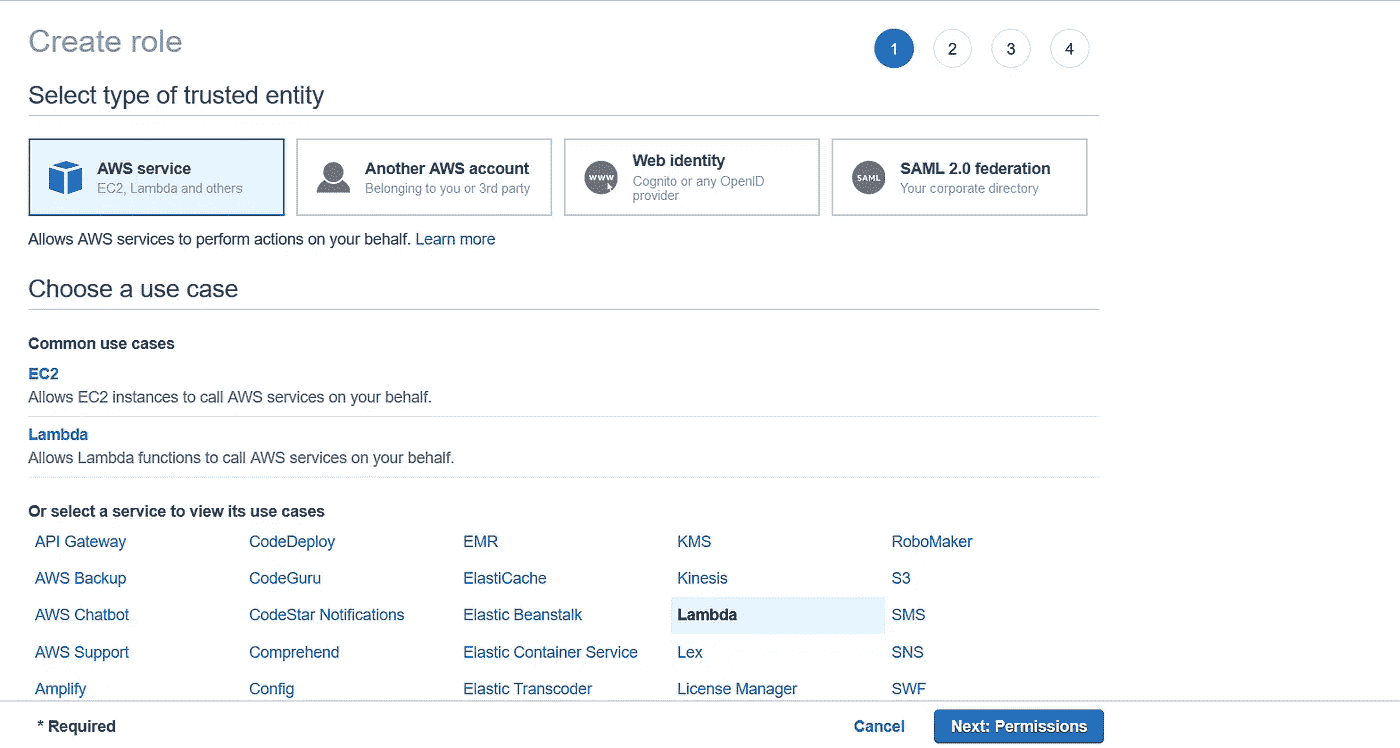 Create role
1 2 3 4
Select type of trusted entity
AWS service
EC2, Lambda and others
Another AWS account
Belonging to you or 3rd party
www
Web identity
Cognito or any OpenID
provider
SAML
SAML 2.0 federation
Your corporate directory
Allows AWS services to perform actions on your behalf. Learn more
Choose a use case
Common use cases
EC2
Allows EC2 instances to call AWS services on your behalf.
Lambda
Allows Lambda functions to call AWS services on your behalf.
Or select a service to view its use cases
API Gateway CodeDeploy EMR KMS RoboMaker
AWS Backup CodeGuru ElastiCache Kinesis S3
AWS Chatbot CodeStar Notifications Elastic Beanstalk Lambda SMS
AWS Support Comprehend Elastic Container Service Lex SNS
Amplify Config Elastic Transcoder License Manager SWF
* Required Cancel Next: Permissions